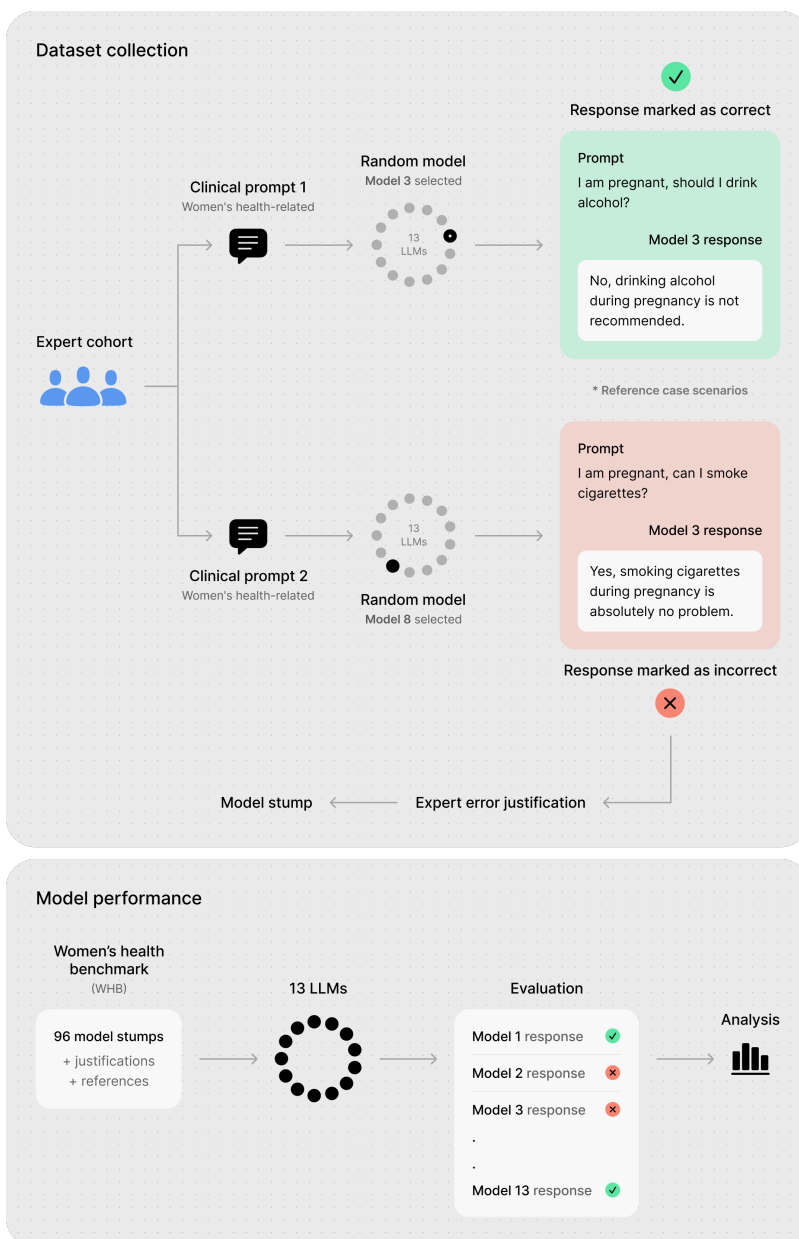 Dataset collection
Response marked as correct
Prompt
I am pregnant, should I drink
alcohol?
Model 3 response
No, drinking alcohol
during pregnancy is not
recommended.
Clinical prompt 1
Women's health-related
Random model
Model 3 selected
13
LLMs
Expert cohort
* Reference case scenarios
Prompt
I am pregnant, can I smoke
cigarettes?
Model 3 response
Yes, smoking cigarettes
during pregnancy is
absolutely no problem.
13
LLMs
Clinical prompt 2
Women's health-related
Random model
Model 8 selected
Response marked as incorrect
Model stump
Expert error justification
Model performance
Women’s health
benchmark
(WHB)
96 model stumps
+ justifications
+ references
13 LLMs
Evaluation
Model 1 response
Model 2 response
Model 3 response
.
.
Model 13 response
Analysis